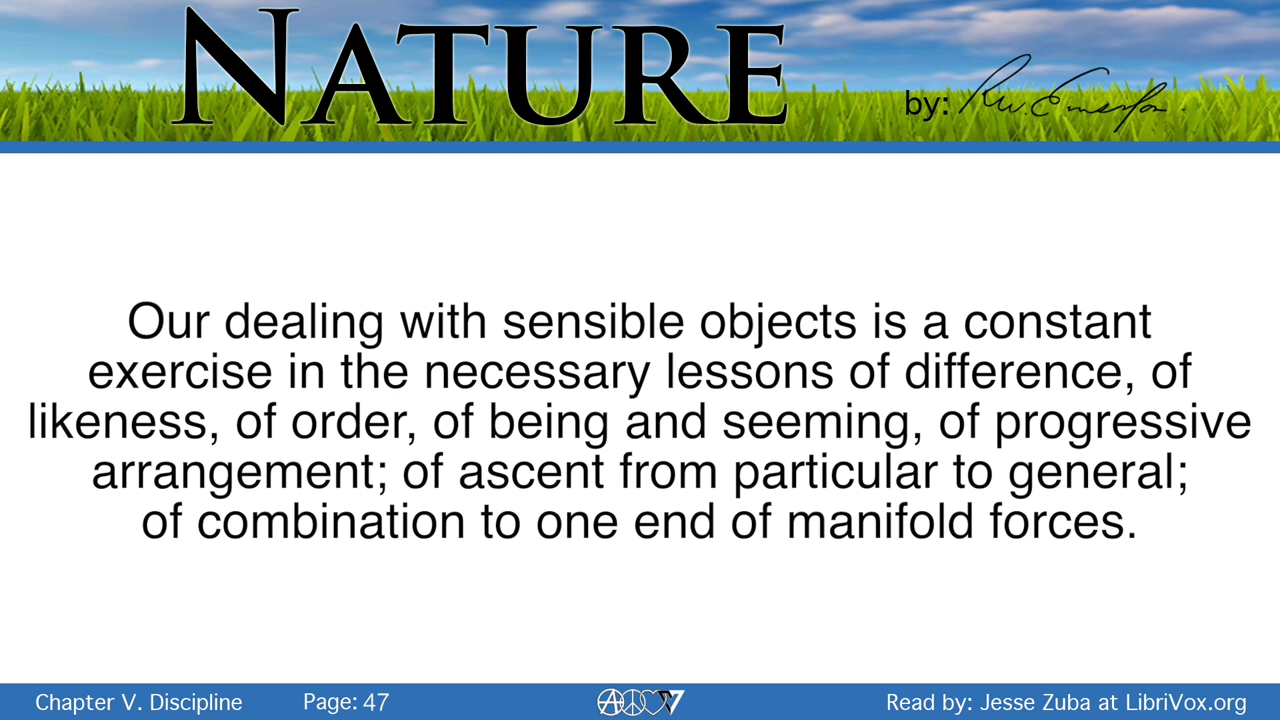 NATURE
by: R.W. Emerson.
Our dealing with sensible objects is a constant
exercise in the necessary lessons of difference, of
likeness, of order, of being and seeming, of progressive
arrangement; of ascent from particular to general;
of combination to one end of manifold forces.
Chapter V. Discipline Page: 47 Read by: Jesse Zuba at LibriVox.org